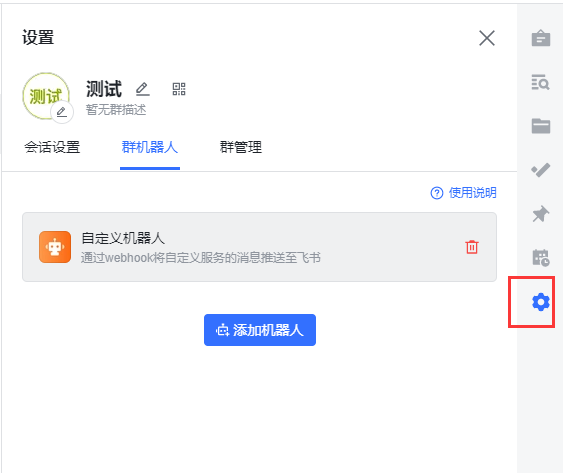 设置
测试
测试
暂无群描述
会话设置 群机器人 群管理
使用说明
自定义机器人
通过webhook将自定义服务的消息推送至飞书
添加机器人